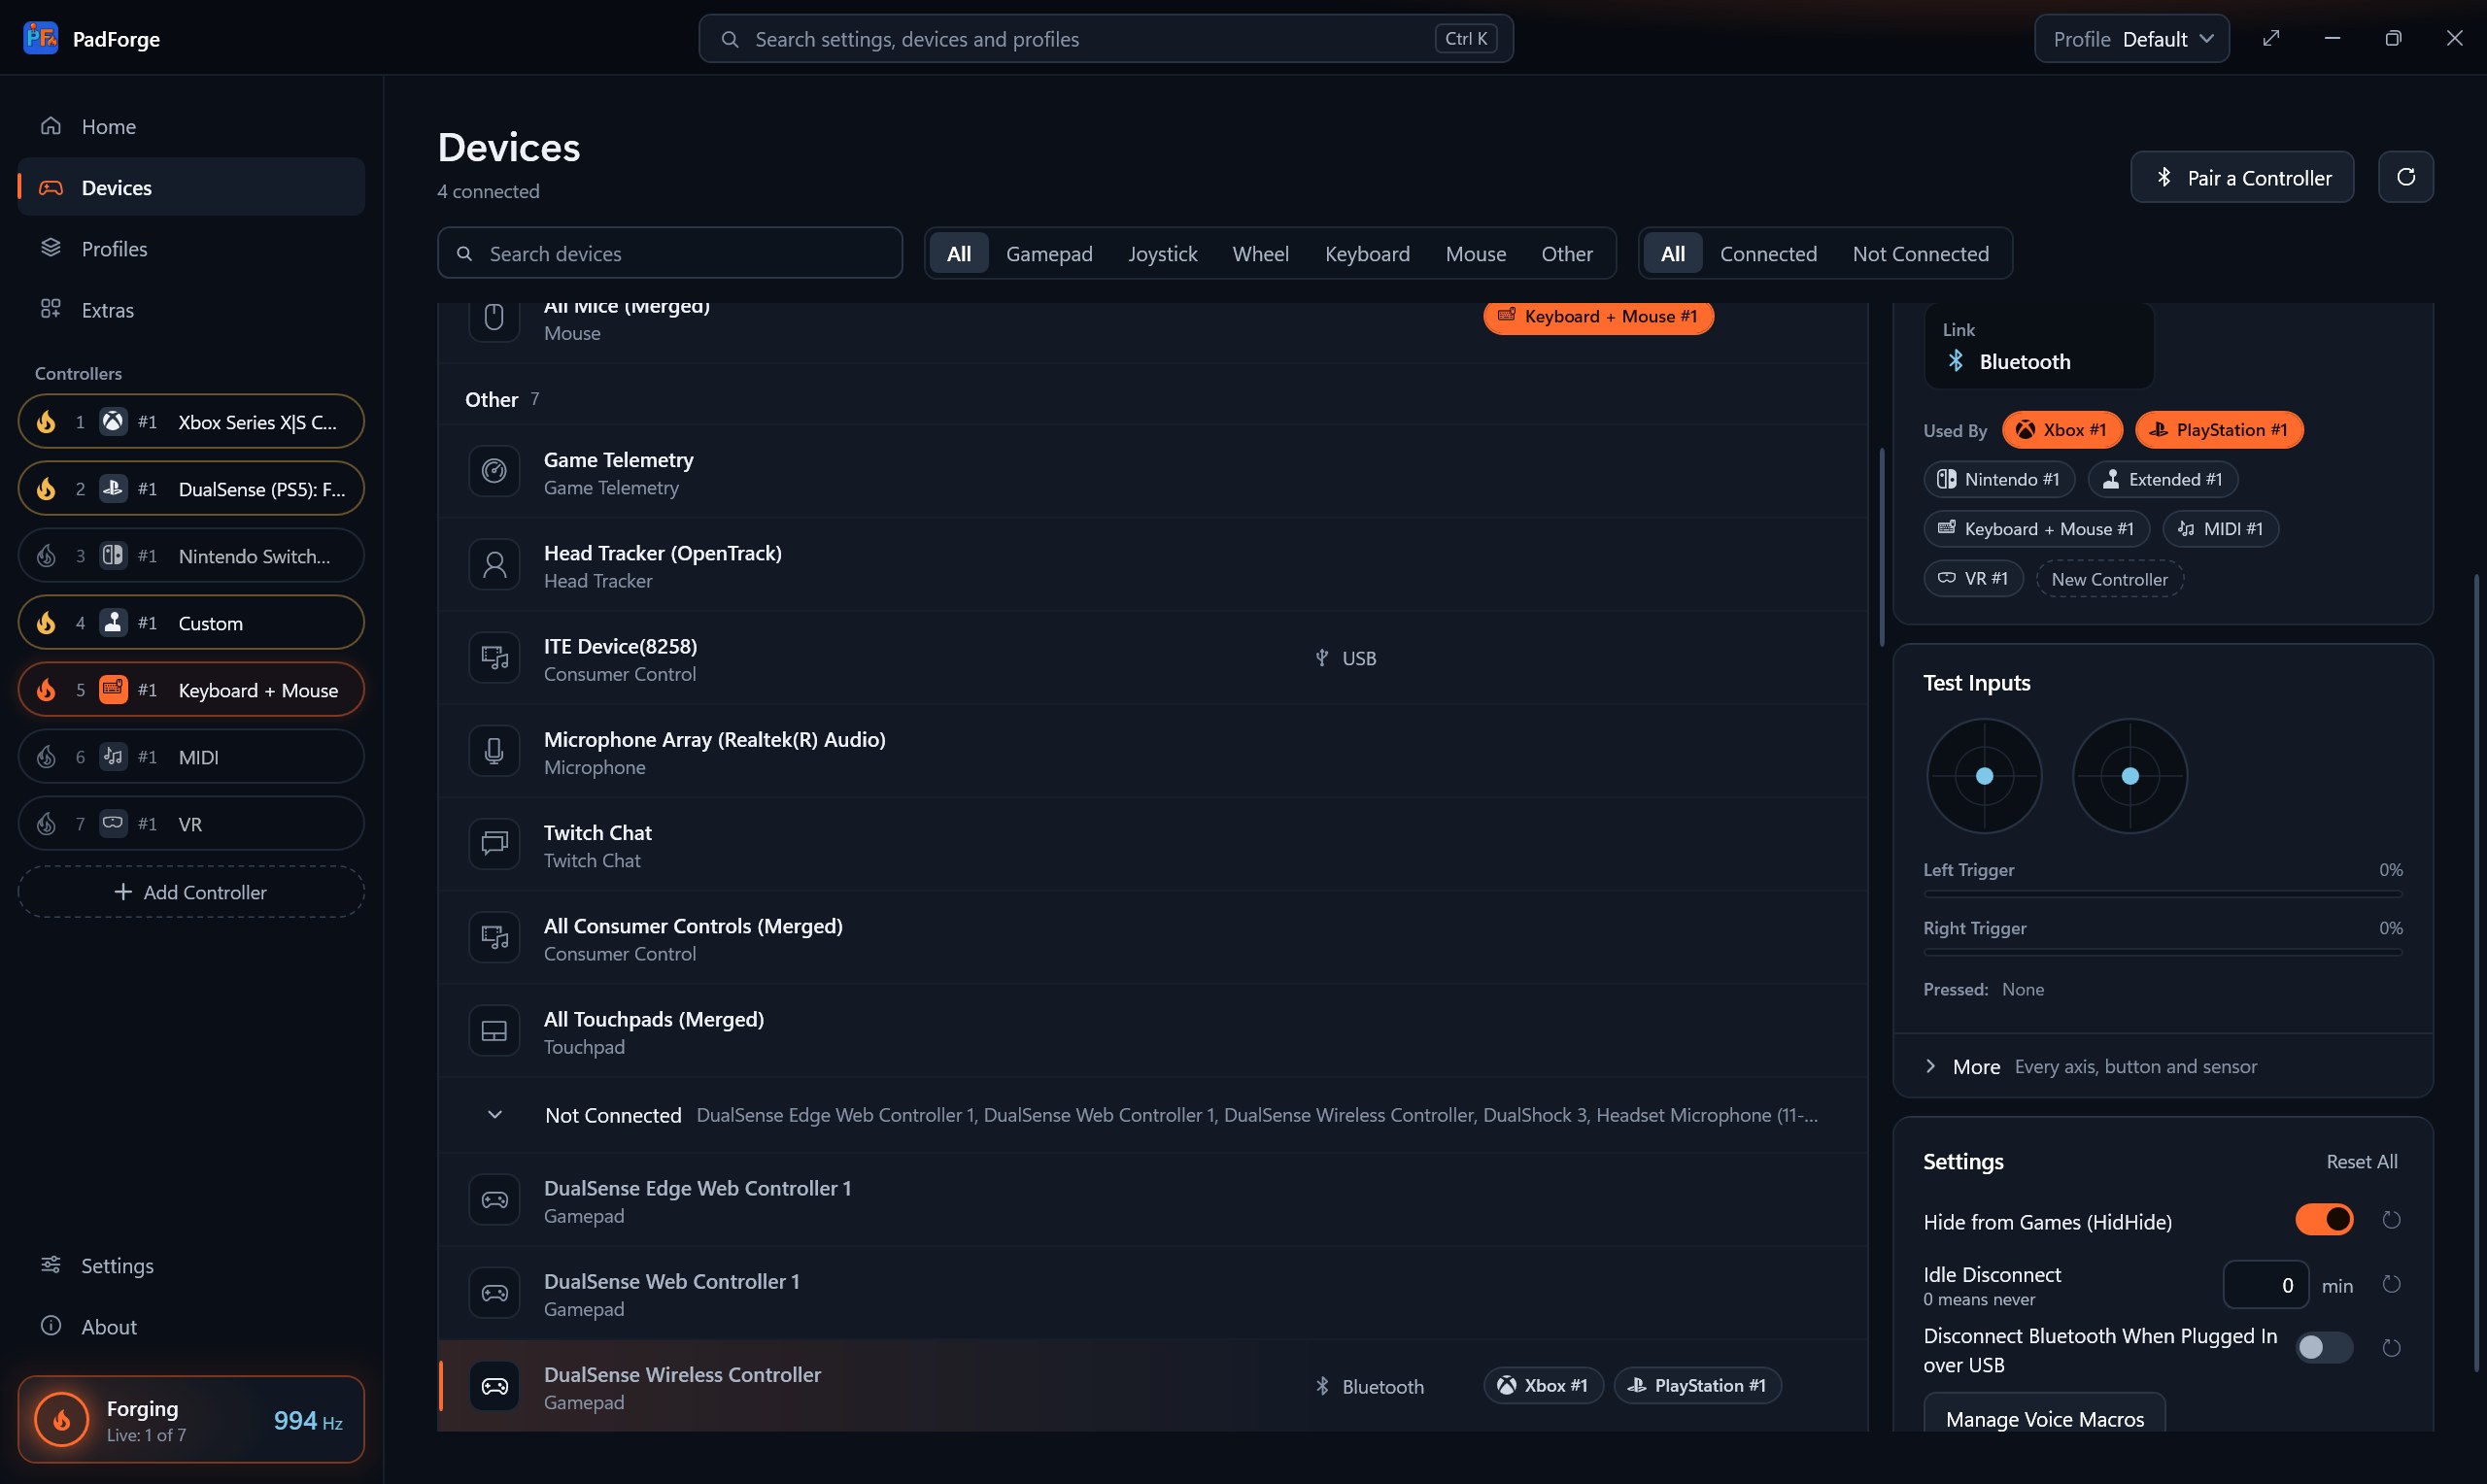 PadForge
Search settings, devices and profiles
Ctrl K
Profile Default
Home
Devices
Profiles
Extras
Controllers
1 #1 Xbox Series X|S C...
2 #1 DualSense (PS5): F...
3 #1 Nintendo Switch...
4 #1 Custom
5 #1 Keyboard + Mouse
6 #1 MIDI
7 #1 VR
Add Controller
Settings
About
Forging
Live: 1 of 7
994 Hz
Devices
4 connected
Pair a Controller
Search devices
All Gamepad Joystick Wheel Keyboard Mouse Other
All Connected Not Connected
All Mice (Merged)
Mouse
Keyboard + Mouse #1
Other 7
Game Telemetry
Game Telemetry
Head Tracker (OpenTrack)
Head Tracker
ITE Device(8258)
Consumer Control
USB
Microphone Array (Realtek(R) Audio)
Microphone
Twitch Chat
Twitch Chat
All Consumer Controls (Merged)
Consumer Control
All Touchpads (Merged)
Touchpad
Not Connected DualSense Edge Web Controller 1, DualSense Web Controller 1, DualSense Wireless Controller, DualShock 3, Headset Microphone (11-...
DualSense Edge Web Controller 1
Gamepad
DualSense Web Controller 1
Gamepad
DualSense Wireless Controller
Gamepad
Bluetooth
Xbox #1
PlayStation #1
Link
Bluetooth
Used By Xbox #1 PlayStation #1
Nintendo #1 Extended #1
Keyboard + Mouse #1 MIDI #1
VR #1 New Controller
Test Inputs
Left Trigger 0%
Right Trigger 0%
Pressed: None
More Every axis, button and sensor
Settings Reset All
Hide from Games (HidHide)
Idle Disconnect
0 means never
0 min
Disconnect Bluetooth When Plugged In
over USB
Manage Voice Macros